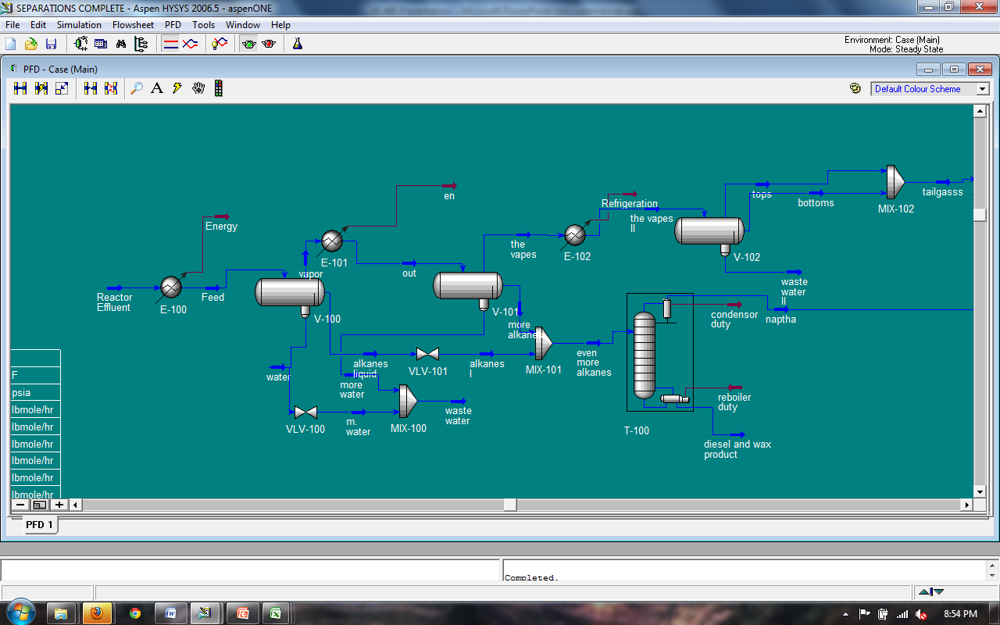 SEPARATIONS COMPLETE - Aspen HYSYS 2006.5 - aspenONE
File Edit Simulation Flowsheet PFD Tools Window Help
Environment: Case (Main)
Mode: Steady State
PFD - Case (Main)
A
Default Colour Scheme
en
Energy
Reactor
Effluent
E-100
Feed
vapor
E-101
out
V-100
water
VLV-100
m.
water
alkanes
liquid
more
water
MIX-100
waste
water
VLV-101
alkanes
I
V-101
more
alkanes
MIX-101
the
vapes
E-102
Refrigeration
the vapes
II
V-102
tops
bottoms
MIX-102
tailgasss
waste
water
II
even
more
alkanes
condensor
duty
naptha
reboiler
duty
T-100
diesel and wax
product
F
psia
lbmole/hr
lbmole/hr
lbmole/hr
lbmole/hr
lbmole/hr
lbmole/hr
PFD 1
Completed.
8:54 PM